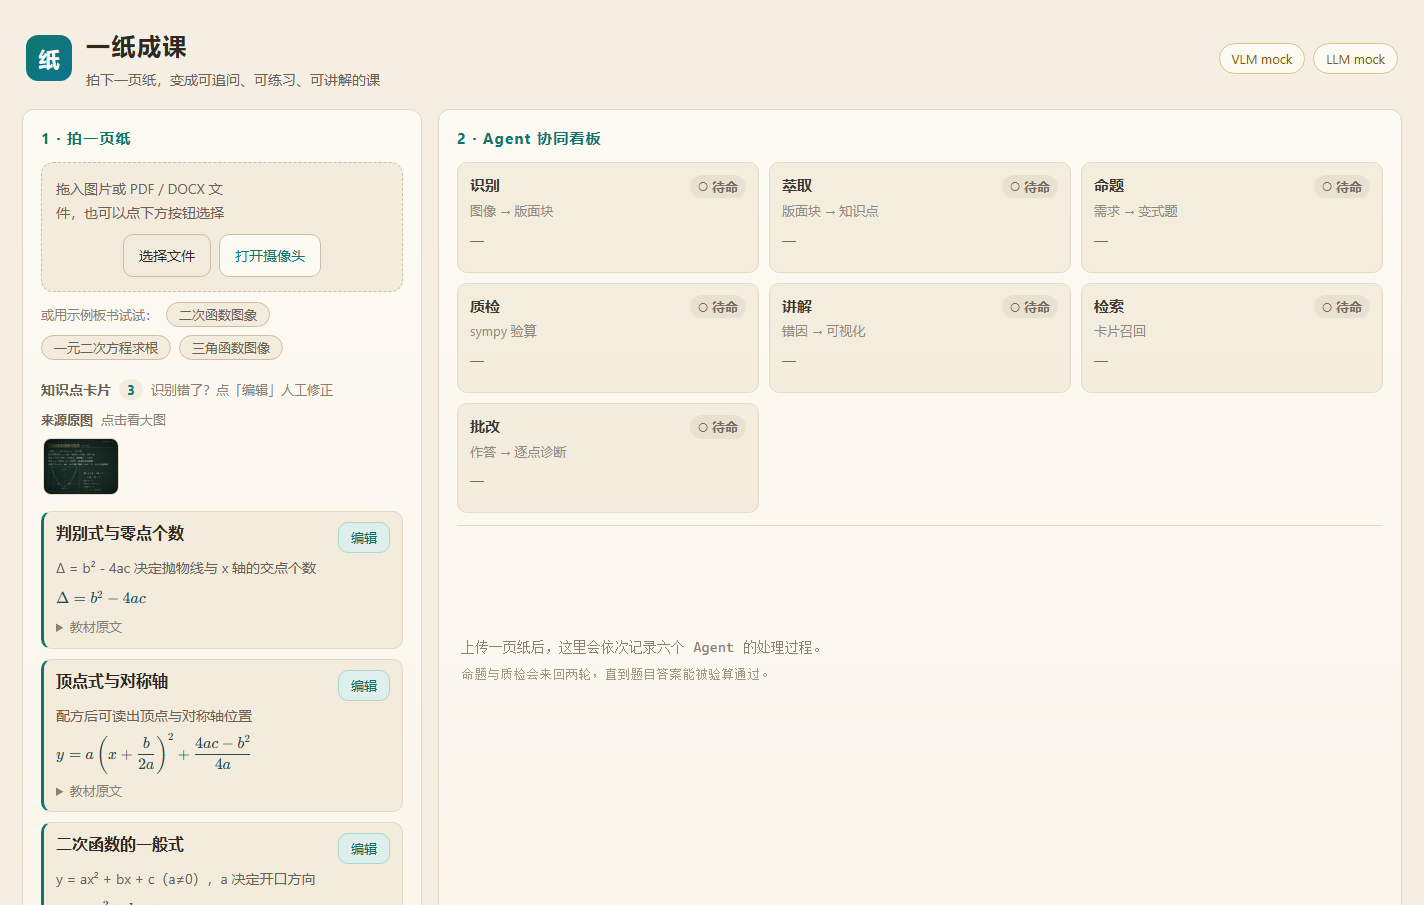 纸
一纸成课
拍下一页纸，变成可追问、可练习、可讲解的课
VLM mock
LLM mock
1 · 拍一页纸
拖入图片或 PDF / DOCX 文
件，也可以点下方按钮选择
选择文件
打开摄像头
或用示例板书试试：
二次函数图象
一元二次方程求根
三角函数图像
知识点卡片 3 识别错了？点「编辑」人工修正
来源原图 点击看大图
判别式与零点个数
编辑
Δ = b² - 4ac 决定抛物线与 x 轴的交点个数
Δ = b² − 4ac
▶ 教材原文
顶点式与对称轴
编辑
配方后可读出顶点与对称轴位置
y = a (x + b/2a)² + (4ac − b²)/4a
▶ 教材原文
二次函数的一般式
编辑
y = ax² + bx + c（a≠0），a 决定开口方向
2 · Agent 协同看板
识别
○ 待命
图像 → 版面块
—
萃取
○ 待命
版面块 → 知识点
—
命题
○ 待命
需求 → 变式题
—
质检
○ 待命
sympy 验算
—
讲解
○ 待命
错因 → 可视化
—
检索
○ 待命
卡片召回
—
批改
○ 待命
作答 → 逐点诊断
—
上传一页纸后，这里会依次记录六个 Agent 的处理过程。
命题与质检会来回两轮，直到题目答案能被验算通过。